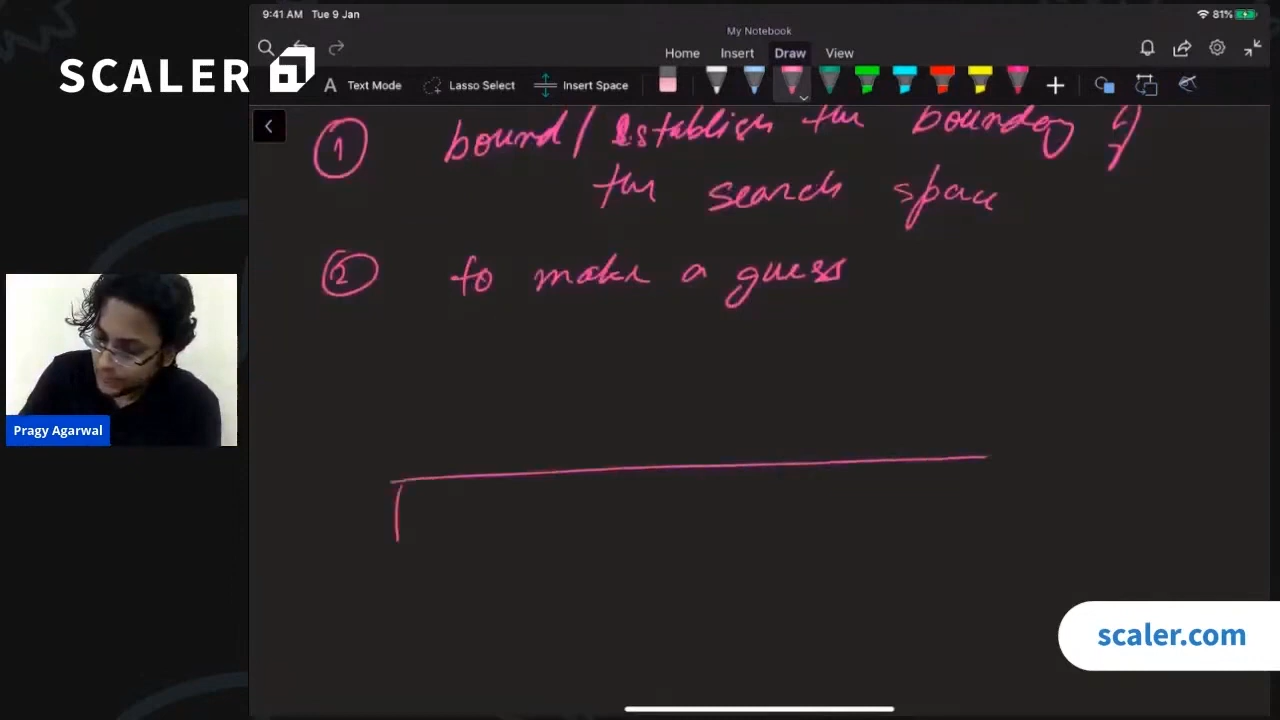 9:41 AM Tue 9 Jan
81%
My Notebook
Home Insert Draw View
SCALER
Text Mode Lasso Select Insert Space
1 bound/ Establish the bounday of
the search space
2 to make a guess
Pragy Agarwal
scaler.com